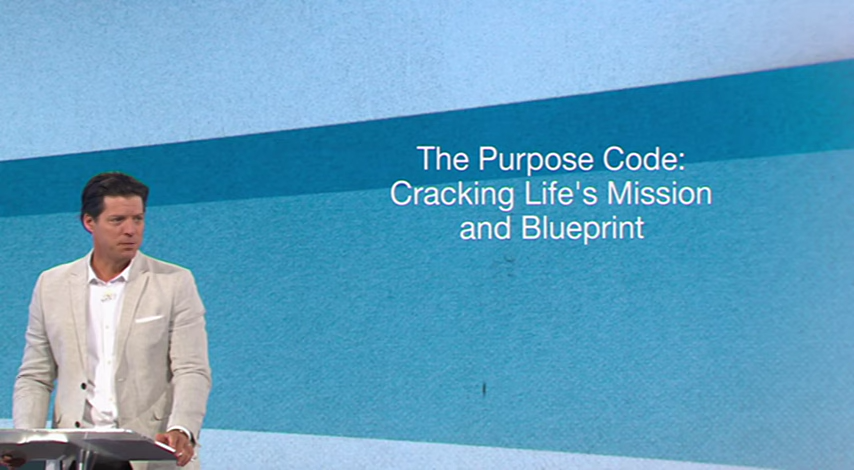 The Purpose Code:
Cracking Life's Mission
and Blueprint